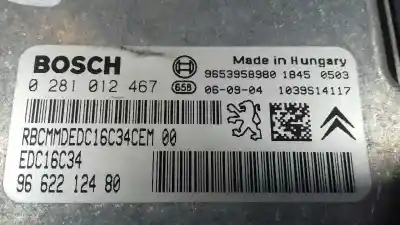 BOSCH
Made in Hungary
9653958980 1845 0503
0 281 012 467
658
06-09-04 1039S14117
RBCMMDEDC16C34CEM 00
EDC16C34
96 622 124 80